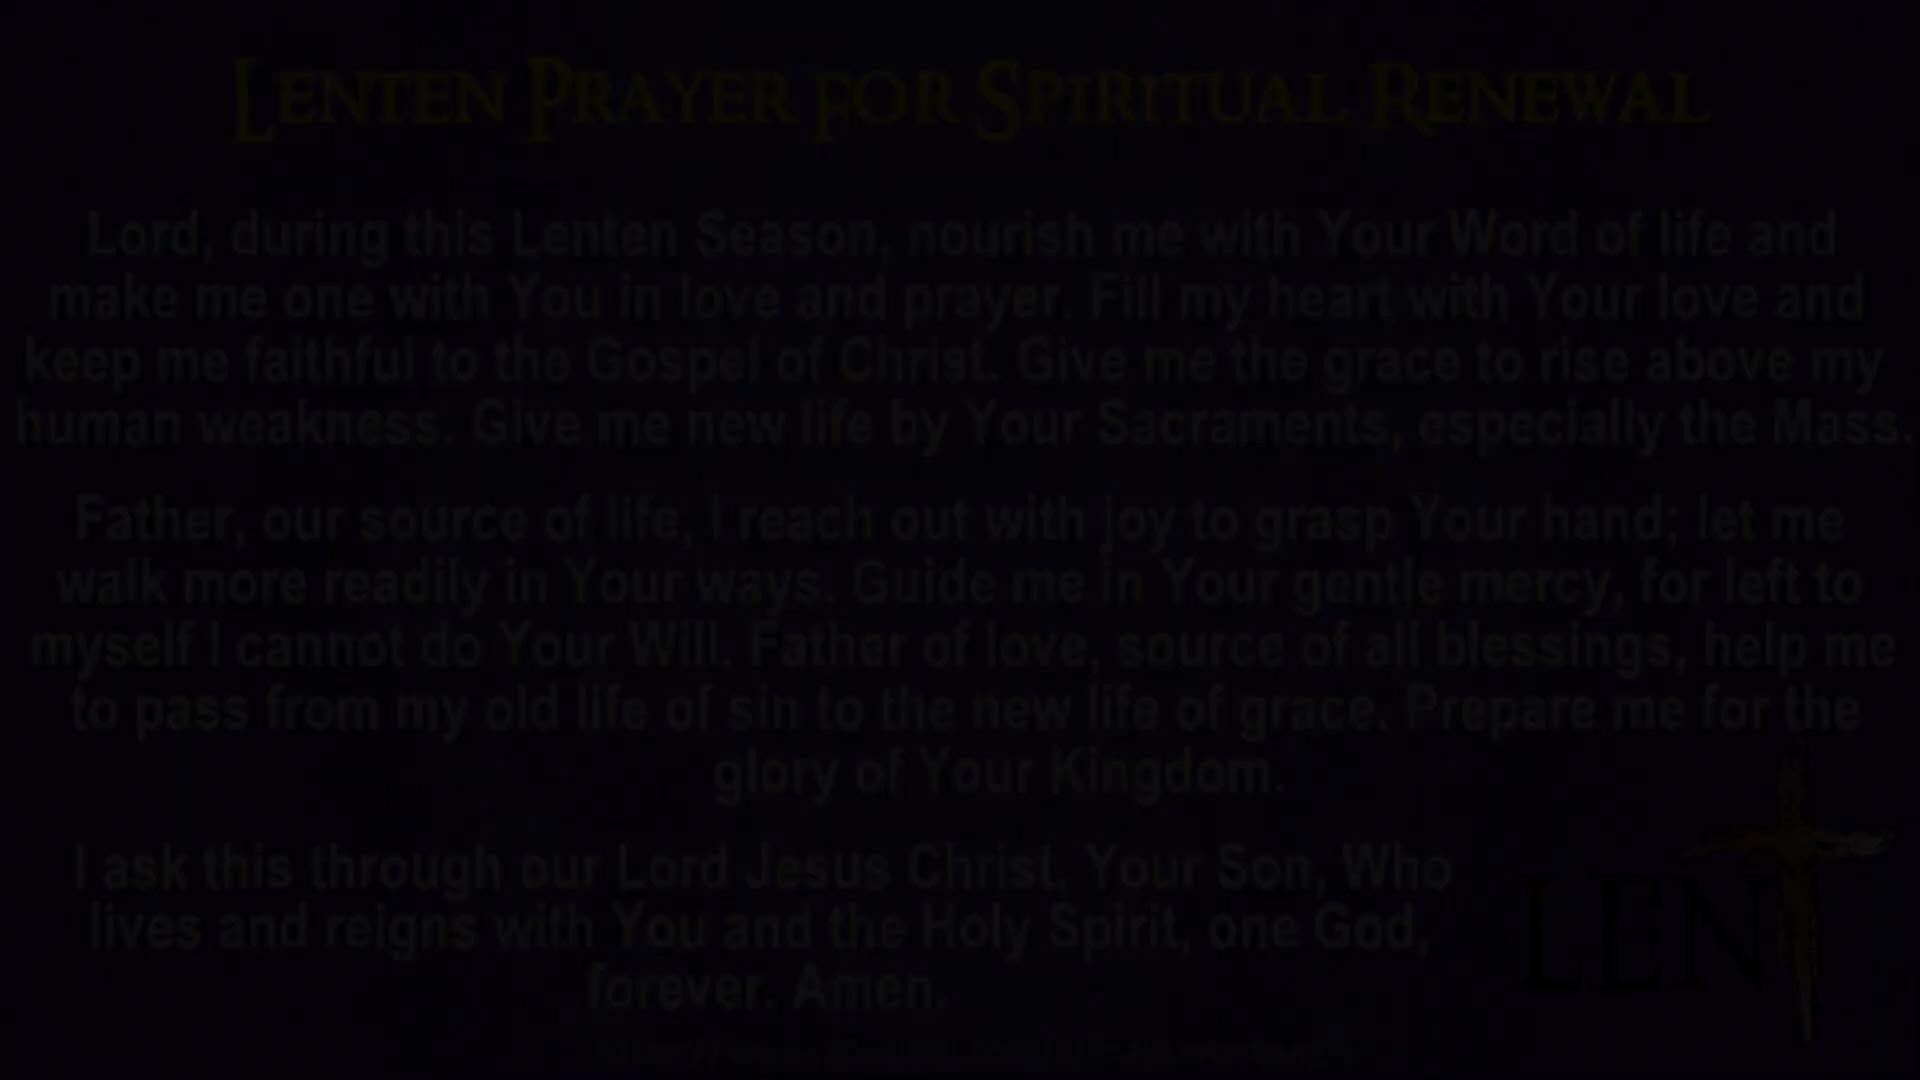 Lenten Prayer for Spiritual Renewal
Lord, during this Lenten Season, nourish me with Your Word of life and
make me one with You in love and prayer. Fill my heart with Your love and
keep me faithful to the Gospel of Christ. Give me the grace to rise above my
human weakness. Give me new life by Your Sacraments, especially the Mass.
Father, our source of life, I reach out with joy to grasp Your hand; let me
walk more readily in Your ways. Guide me in Your gentle mercy, for left to
myself I cannot do Your Will. Father of love, source of all blessings, help me
to pass from my old life of sin to the new life of grace. Prepare me for the
glory of Your Kingdom.
I ask this through our Lord Jesus Christ, Your Son, Who
lives and reigns with You and the Holy Spirit, one God,
forever. Amen.
LENT